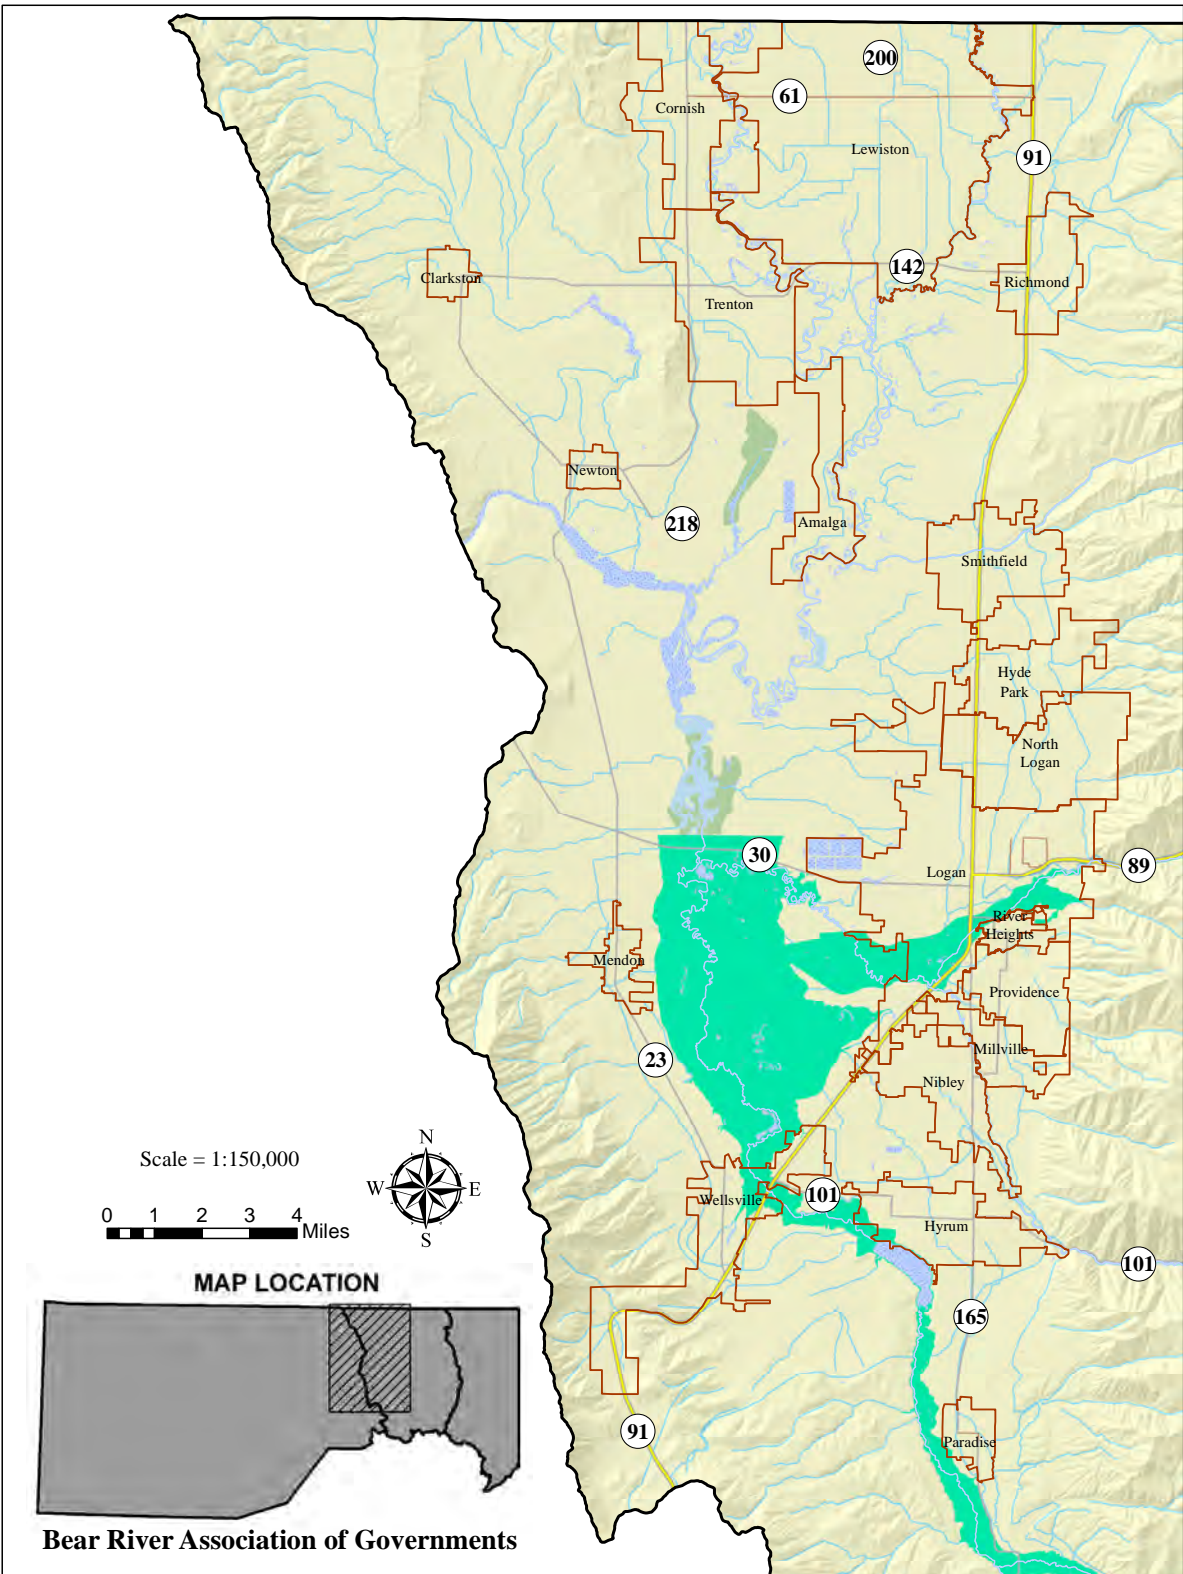 200
61
Cornish
Lewiston
91
142
Clarkston
Richmond
Trenton
Newton
218
Amalga
Smithfield
Hyde
Park
North
Logan
30
Logan
89
River
Heights
Mendon
Providence
23
Millville
Nibley
Scale = 1:150,000
N
W
E
S
0 1 2 3 4
Miles
Wellsville
101
Hyrum
101
MAP LOCATION
165
91
Paradise
Bear River Association of Governments